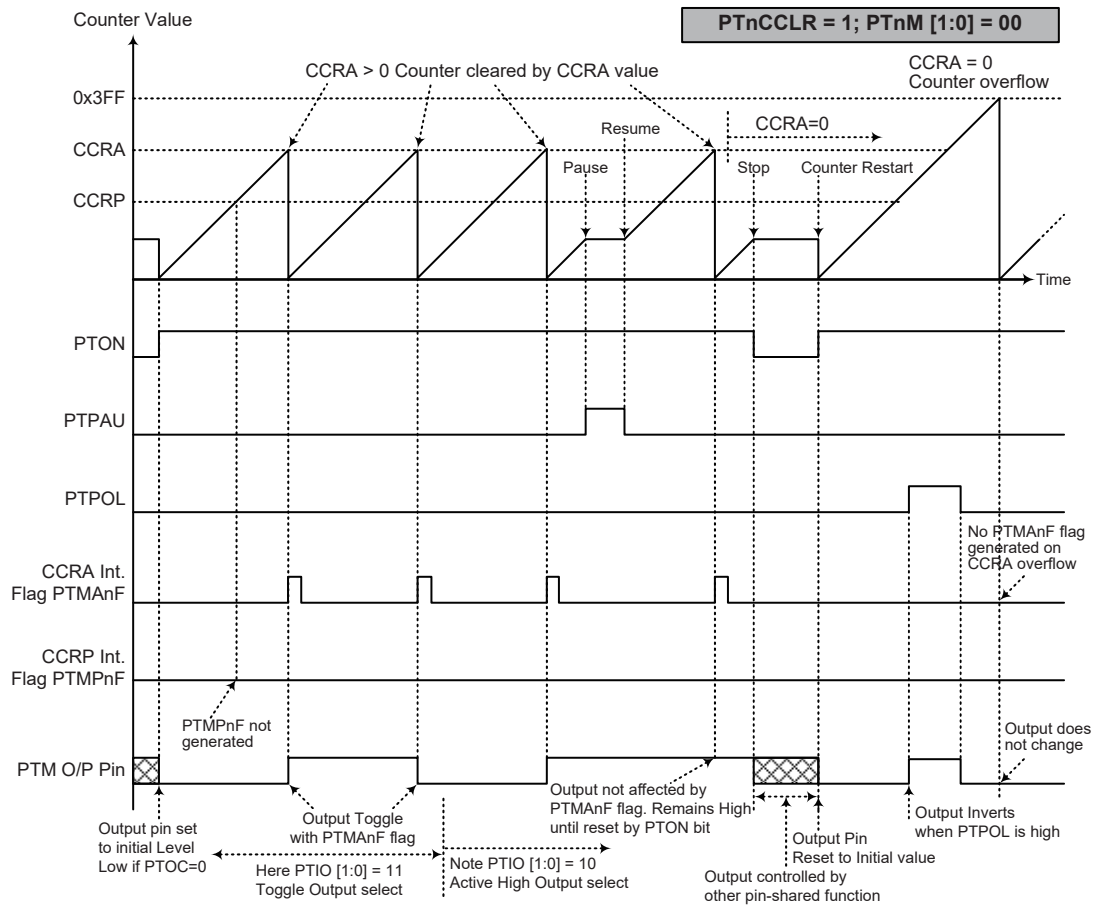 Counter Value
PTnCCLR = 1; PTnM [1:0] = 00
CCRA > 0 Counter cleared by CCRA value
CCRA = 0
Counter overflow
0x3FF
Resume
CCRA=0
CCRA
Pause
Stop
Counter Restart
CCRP
Time
PTON
PTPAU
PTPOL
No PTMAnF flag
generated on
CCRA overflow
CCRA Int.
Flag PTMAnF
CCRP Int.
Flag PTMPnF
PTMPnF not
generated
Output does
not change
PTM O/P Pin
Output not affected by
PTMAnF flag. Remains High
until reset by PTON bit
Output pin set
to initial Level
Low if PTOC=0
Output Toggle
with PTMAnF flag
Output Inverts
when PTPOL is high
Output Pin
Reset to Initial value
Here PTIO [1:0] = 11
Toggle Output select
Note PTIO [1:0] = 10
Active High Output select
Output controlled by
other pin-shared function